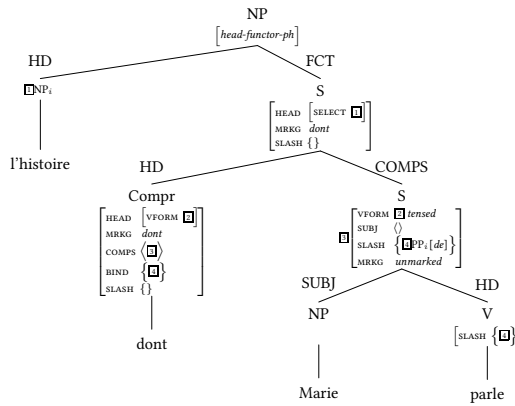 NP
[head-functor-ph]
HD FCT
1 NPi S
HEAD [SELECT 1]
MRKG dont
SLASH {}
l'histoire
HD COMPS
Compr S
HEAD [VFORM 2]
MRKG dont
COMPS ⟨3⟩
BIND {4}
SLASH {}
3 VFORM 2 tensed
SUBJ ⟨⟩
SLASH {4 PPi[de]}
MRKG unmarked
SUBJ HD
NP V
[SLASH {4}]
dont
Marie parle